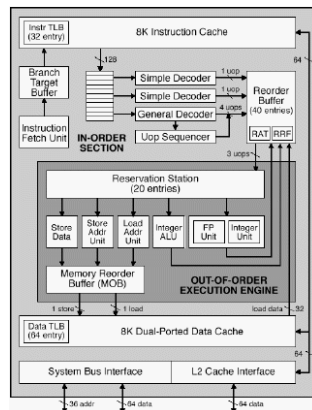 Instr TLB
(32 entry)
8K Instruction Cache
128
64
Branch
Target
Buffer
Instruction
Fetch Unit
Simple Decoder
1 uop
Simple Decoder
1 uop
General Decoder
4 uops
Uop Sequencer
IN-ORDER
SECTION
Reorder
Buffer
(40 entries)
RAT
RRF
3 uops
Reservation Station
(20 entries)
Store
Data
Store
Addr
Unit
Load
Addr
Unit
Integer
ALU
FP
Unit
Integer
Unit
Memory Reorder
Buffer (MOB)
OUT-OF-ORDER
EXECUTION ENGINE
1 store
1 load
load data
32
Data TLB
(64 entry)
8K Dual-Ported Data Cache
64
System Bus Interface
L2 Cache Interface
36 addr
64 data
64 data